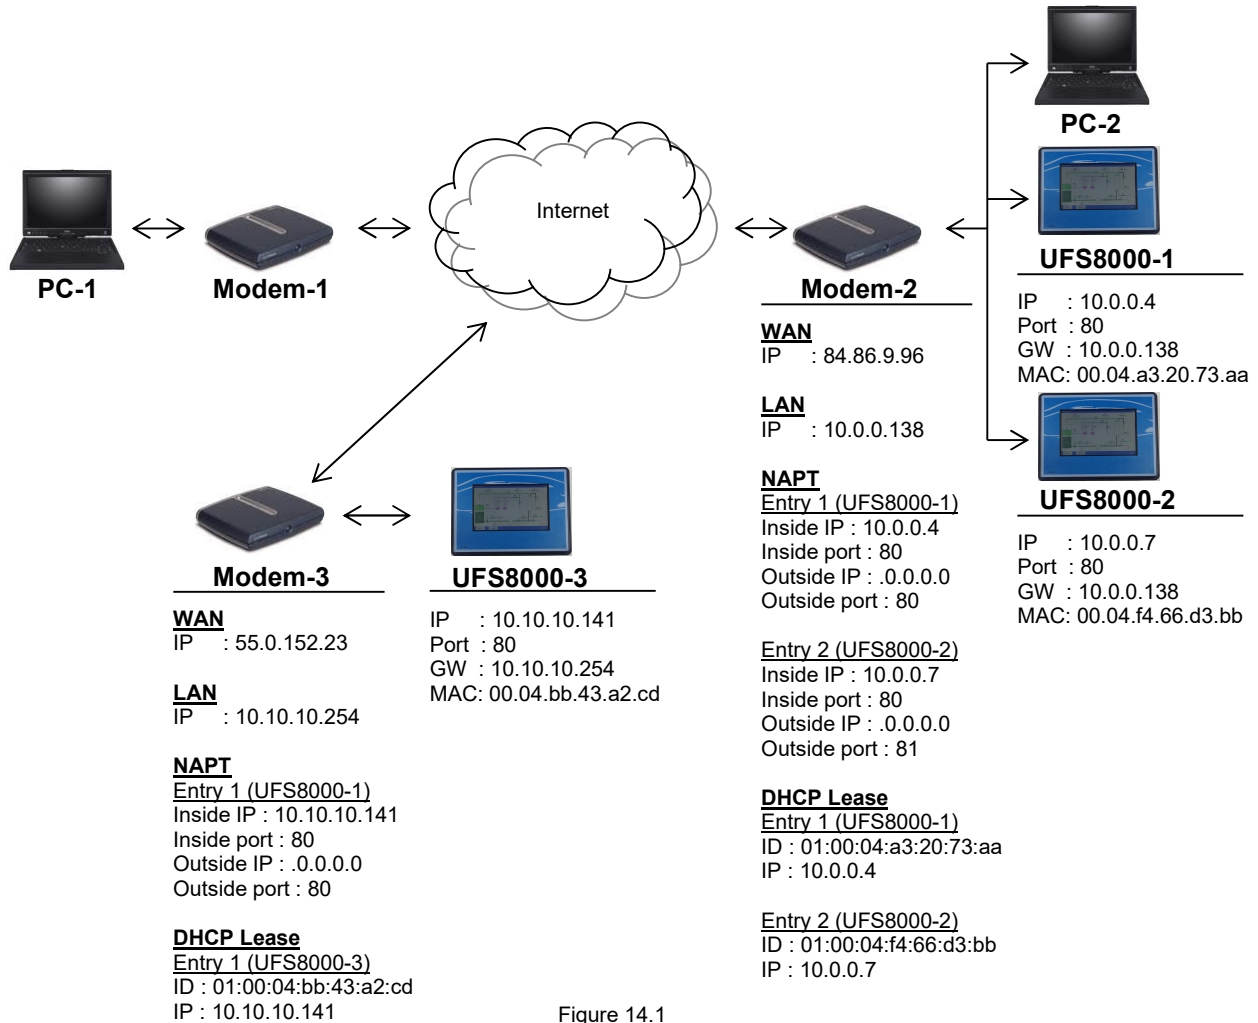 PC-2
Internet
PC-1
Modem-1
Modem-2
WAN
IP : 84.86.9.96
LAN
IP : 10.0.0.138
NAPT
Entry 1 (UFS8000-1)
Inside IP : 10.0.0.4
Inside port : 80
Outside IP : .0.0.0.0
Outside port : 80
Entry 2 (UFS8000-2)
Inside IP : 10.0.0.7
Inside port : 80
Outside IP : .0.0.0.0
Outside port : 81
DHCP Lease
Entry 1 (UFS8000-1)
ID : 01:00:04:a3:20:73:aa
IP : 10.0.0.4
Entry 2 (UFS8000-2)
ID : 01:00:04:f4:66:d3:bb
IP : 10.0.0.7
UFS8000-1
IP : 10.0.0.4
Port : 80
GW : 10.0.0.138
MAC: 00.04.a3.20.73.aa
UFS8000-2
IP : 10.0.0.7
Port : 80
GW : 10.0.0.138
MAC: 00.04.f4.66.d3.bb
Modem-3
WAN
IP : 55.0.152.23
LAN
IP : 10.10.10.254
NAPT
Entry 1 (UFS8000-1)
Inside IP : 10.10.10.141
Inside port : 80
Outside IP : .0.0.0.0
Outside port : 80
DHCP Lease
Entry 1 (UFS8000-3)
ID : 01:00:04:bb:43:a2:cd
IP : 10.10.10.141
UFS8000-3
IP : 10.10.10.141
Port : 80
GW : 10.10.10.254
MAC: 00.04.bb.43.a2.cd
Figure 14.1